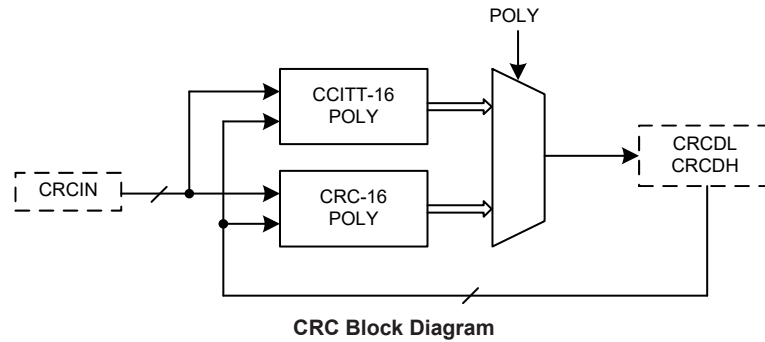 POLY
CCITT-16
POLY
CRCDL
CRCDH
CRCIN
CRC-16
POLY
CRC Block Diagram